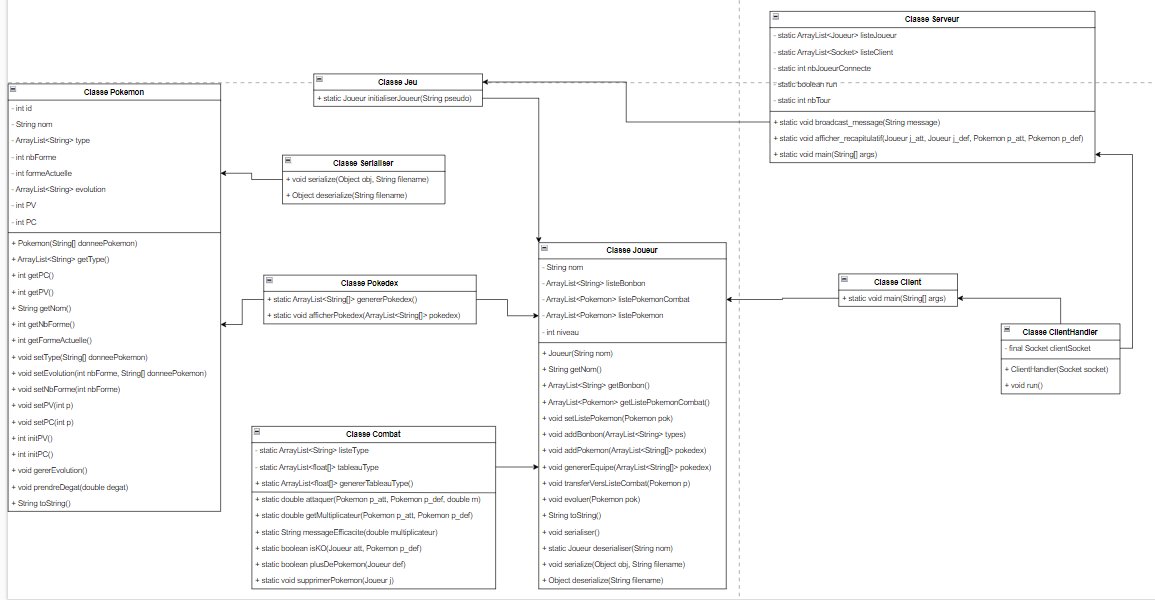 Classe Pokemon
- int id
- String nom
- ArrayList<String> type
- int nbForme
- int formeActuelle
- ArrayList<String> evolution
- int PV
- int PC
+ Pokemon(String[] donneePokemon)
+ ArrayList<String> getType()
+ int getPC()
+ int getPV()
+ String getNom()
+ int getNbForme()
+ int getFormeActuelle()
+ void setType(String[] donneePokemon)
+ void setEvolution(int nbForme, String[] donneePokemon)
+ void setNbForme(int nbForme)
+ void setPV(int p)
+ void setPC(int p)
+ int initPV()
+ int initPC()
+ void gererEvolution()
+ void prendreDegat(double degat)
+ String toString()
Classe Jeu
+ static Joueur initialiserJoueur(String pseudo)
Classe Serialiser
+ void serialize(Object obj, String filename)
+ Object deserialize(String filename)
Classe Pokedex
+ static ArrayList<String[]> genererPokedex()
+ static void afficherPokedex(ArrayList<String[]> pokedex)
Classe Combat
- static ArrayList<String> listeType
- static ArrayList<float[]> tableauType
+ static ArrayList<float[]> genererTableauType()
+ static double attaquer(Pokemon p_att, Pokemon p_def, double m)
+ static double getMultiplicateur(Pokemon p_att, Pokemon p_def)
+ static String messageEfficacite(double multiplicateur)
+ static boolean isKO(Joueur att, Pokemon p_def)
+ static boolean plusDePokemon(Joueur def)
+ static void supprimerPokemon(Joueur j)
Classe Joueur
- String nom
- ArrayList<String> listeBonbon
- ArrayList<Pokemon> listePokemonCombat
- ArrayList<Pokemon> listePokemon
- int niveau
+ Joueur(String nom)
+ String getNom()
+ ArrayList<String> getBonbon()
+ ArrayList<Pokemon> getListePokemonCombat()
+ void setListePokemon(Pokemon pok)
+ void addBonbon(ArrayList<String> types)
+ void addPokemon(ArrayList<String[]> pokedex)
+ void genererEquipe(ArrayList<String[]> pokedex)
+ void transferVersListeCombat(Pokemon p)
+ void evoluer(Pokemon pok)
+ String toString()
+ void serialiser()
+ static Joueur deserialiser(String nom)
+ void serialize(Object obj, String filename)
+ Object deserialize(String filename)
Classe Serveur
- static ArrayList<Joueur> listeJoueur
- static ArrayList<Socket> listeClient
- static int nbJoueurConnecte
- static boolean run
- static int nbTour
+ static void broadcast_message(String message)
+ static void afficher_recapitulatif(Joueur j_att, Joueur j_def, Pokemon p_att, Pokemon p_def)
+ static void main(String[] args)
Classe Client
+ static void main(String[] args)
Classe ClientHandler
- final Socket clientSocket
+ ClientHandler(Socket socket)
+ void run()